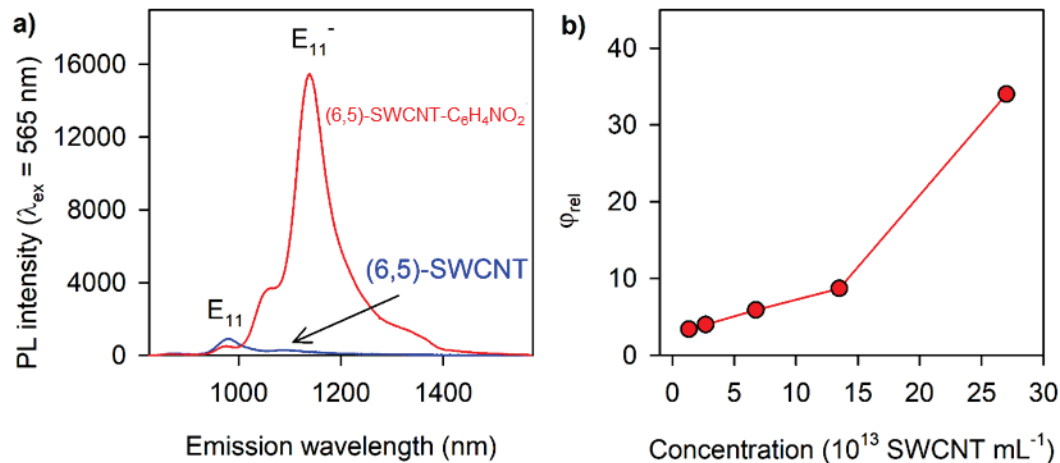 a)
PL intensity (λex = 565 nm)
16000
12000
8000
4000
0
E11-
(6,5)-SWCNT-C6H4NO2
(6,5)-SWCNT
E11
1000
1200
1400
Emission wavelength (nm)
b)
φrel
40
30
20
10
0
0
5
10
15
20
25
30
Concentration (10^13 SWCNT mL^-1)